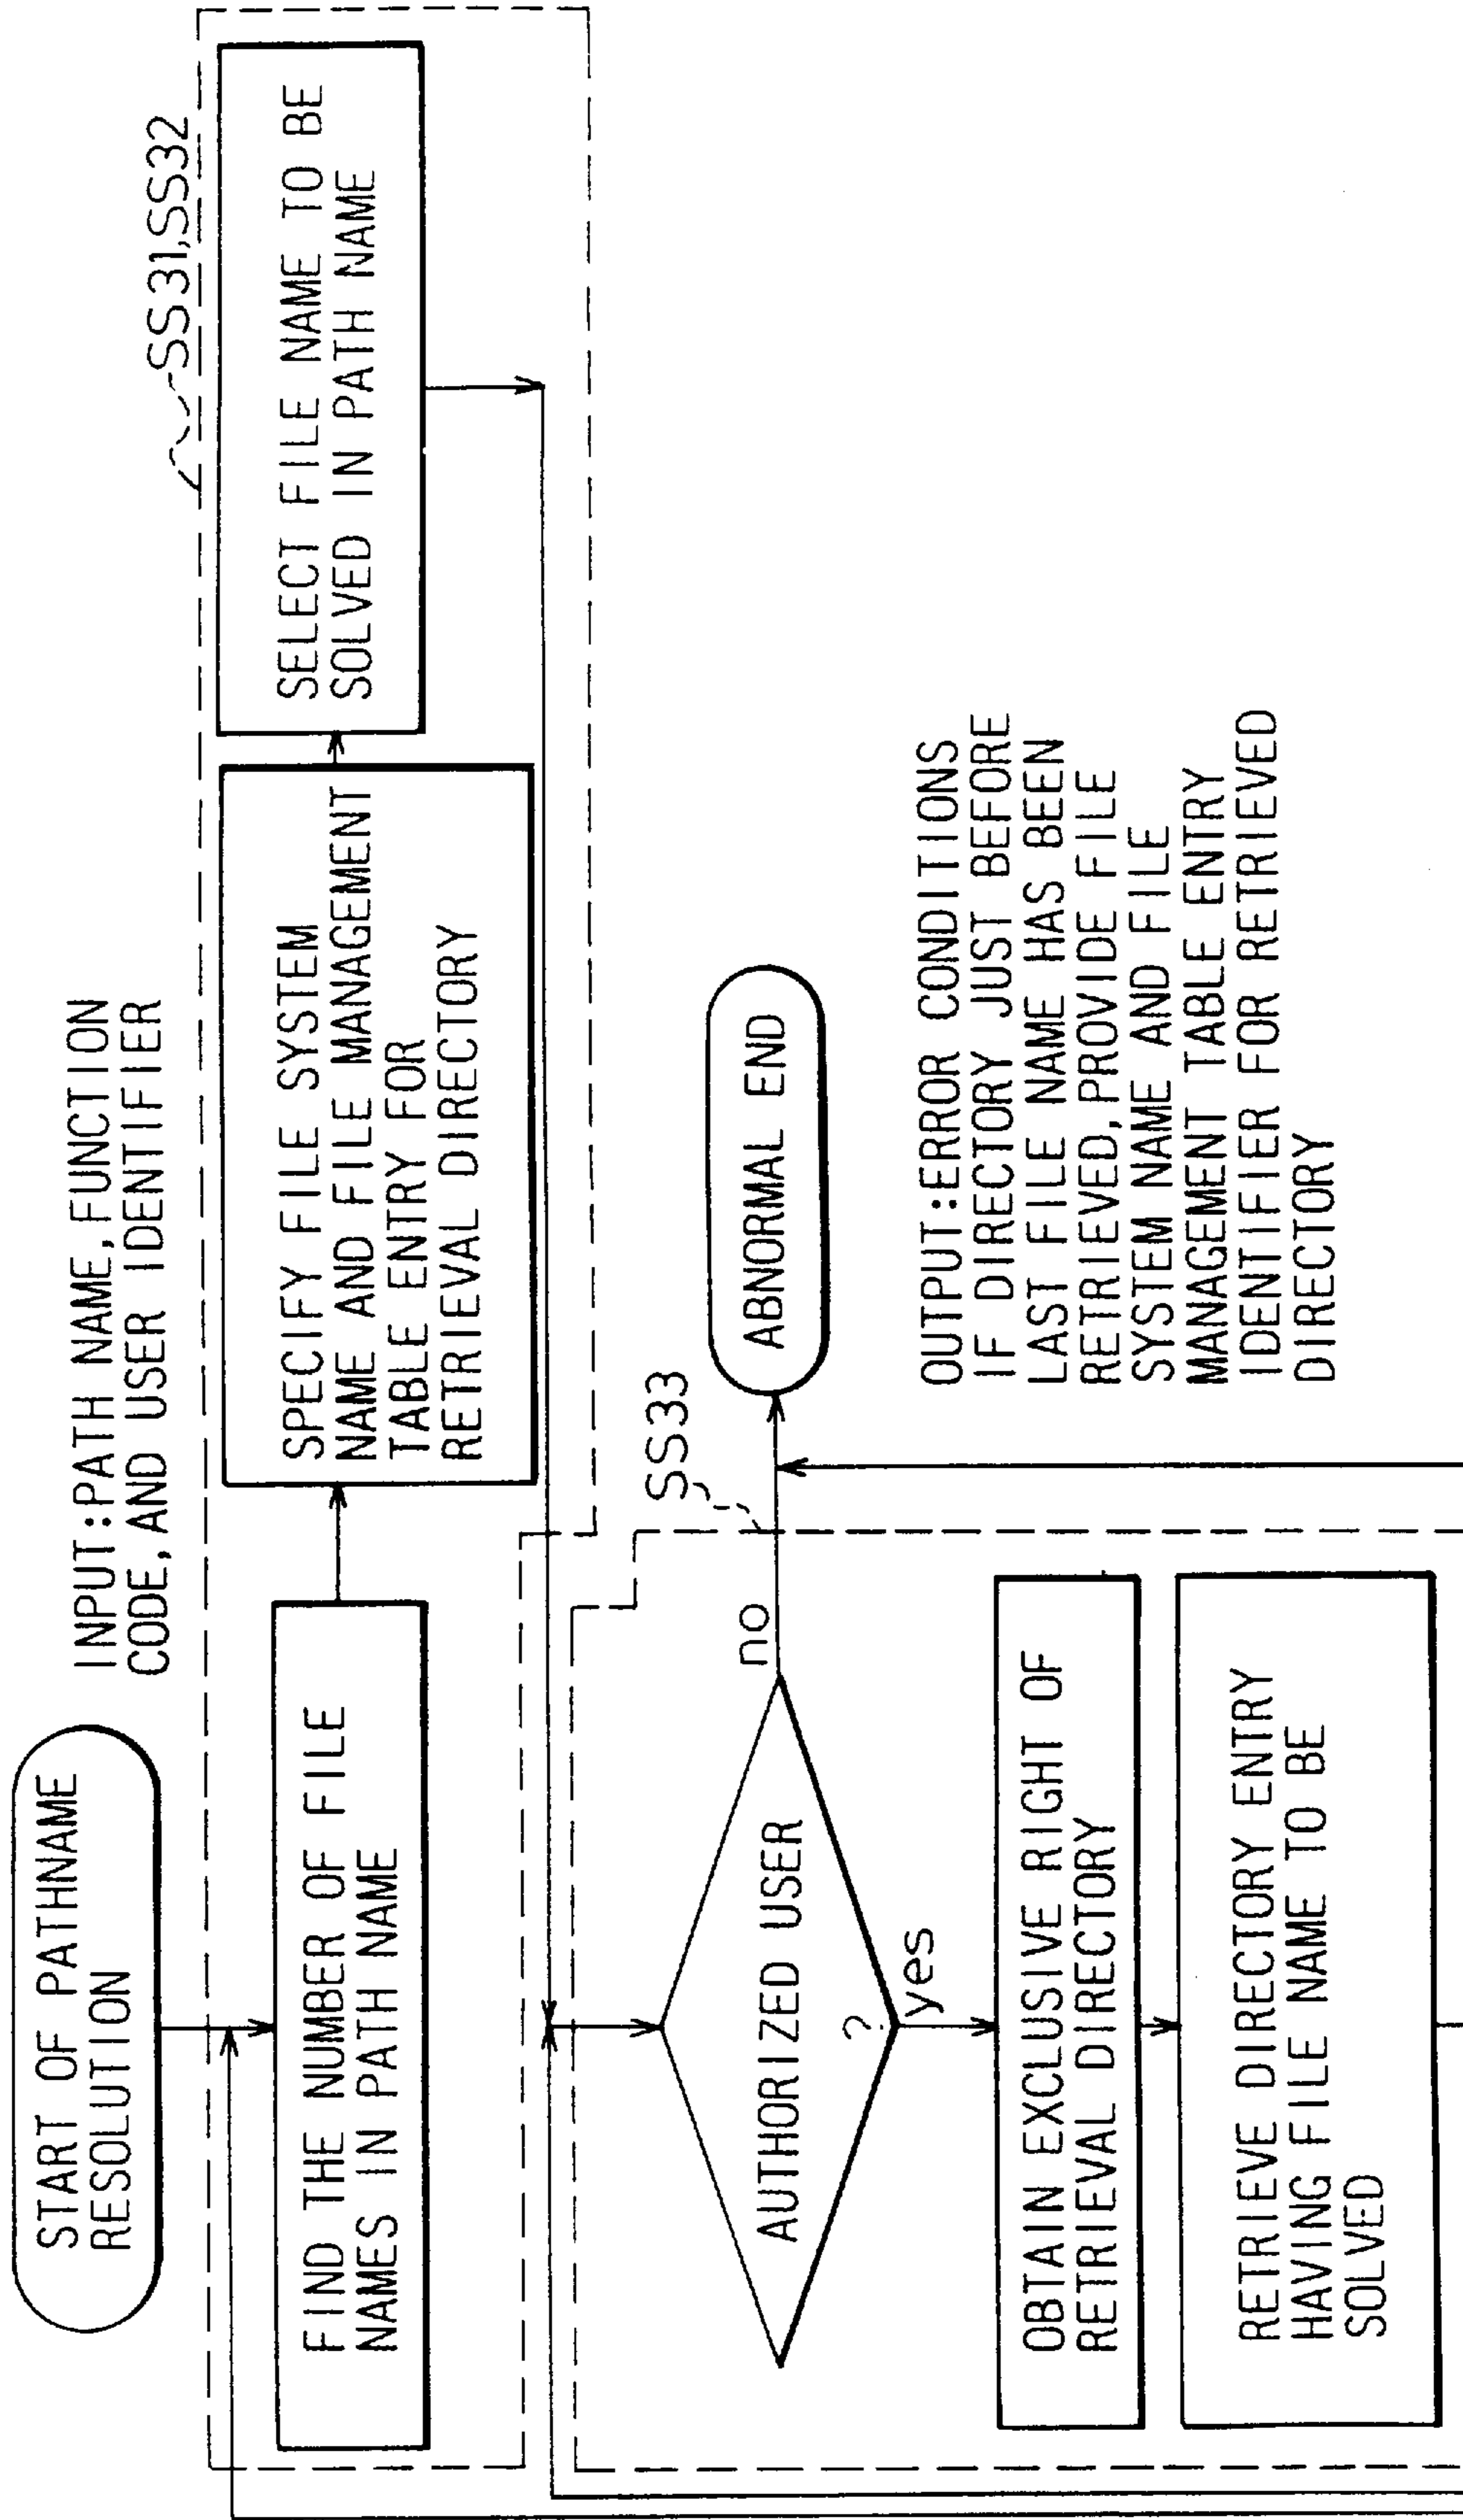 START OF PATHNAME
RESOLUTION
INPUT:PATH NAME,FUNCTION
CODE, AND USER IDENTIFIER
SS31,SS32
FIND THE NUMBER OF FILE
NAMES IN PATH NAME
SPECIFY FILE SYSTEM
NAME AND FILE MANAGEMENT
TABLE ENTRY FOR
RETRIEVAL DIRECTORY
SELECT FILE NAME TO BE
SOLVED IN PATH NAME
SS33
AUTHORIZED USER
?
no
yes
ABNORMAL END
OUTPUT:ERROR CONDITIONS
IF DIRECTORY JUST BEFORE
LAST FILE NAME HAS BEEN
RETRIEVED,PROVIDE FILE
SYSTEM NAME AND FILE
MANAGEMENT TABLE ENTRY
IDENTIFIER FOR RETRIEVED
DIRECTORY
OBTAIN EXCLUSIVE RIGHT OF
RETRIEVAL DIRECTORY
RETRIEVE DIRECTORY ENTRY
HAVING FILE NAME TO BE
SOLVED